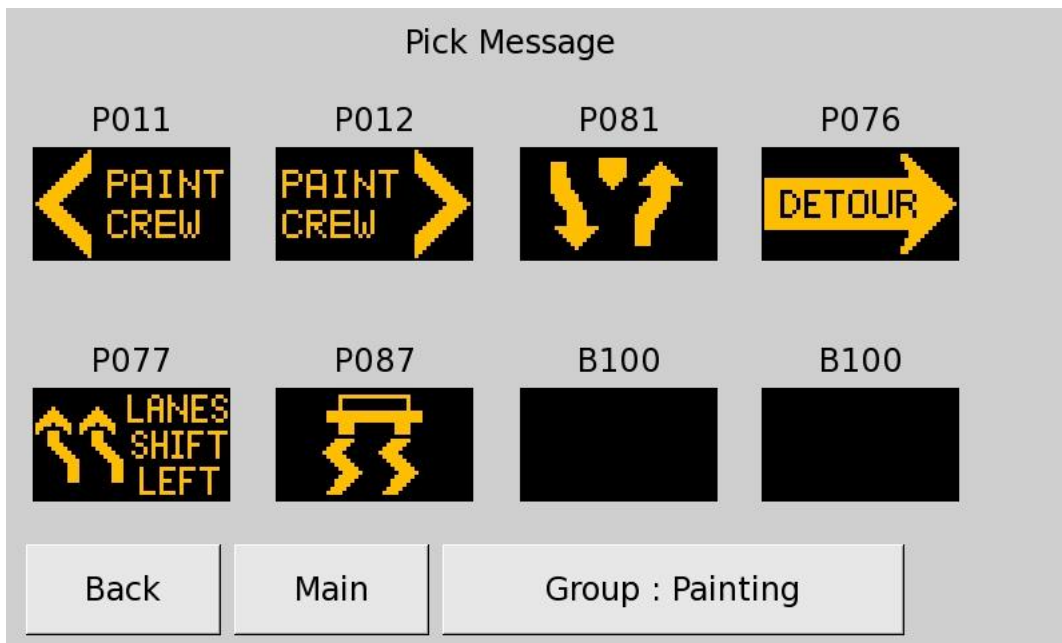 Pick Message
P011
P012
P081
P076
PAINT
CREW
PAINT
CREW
DETOUR
P077
P087
B100
B100
LANES
SHIFT
LEFT
Back
Main
Group : Painting